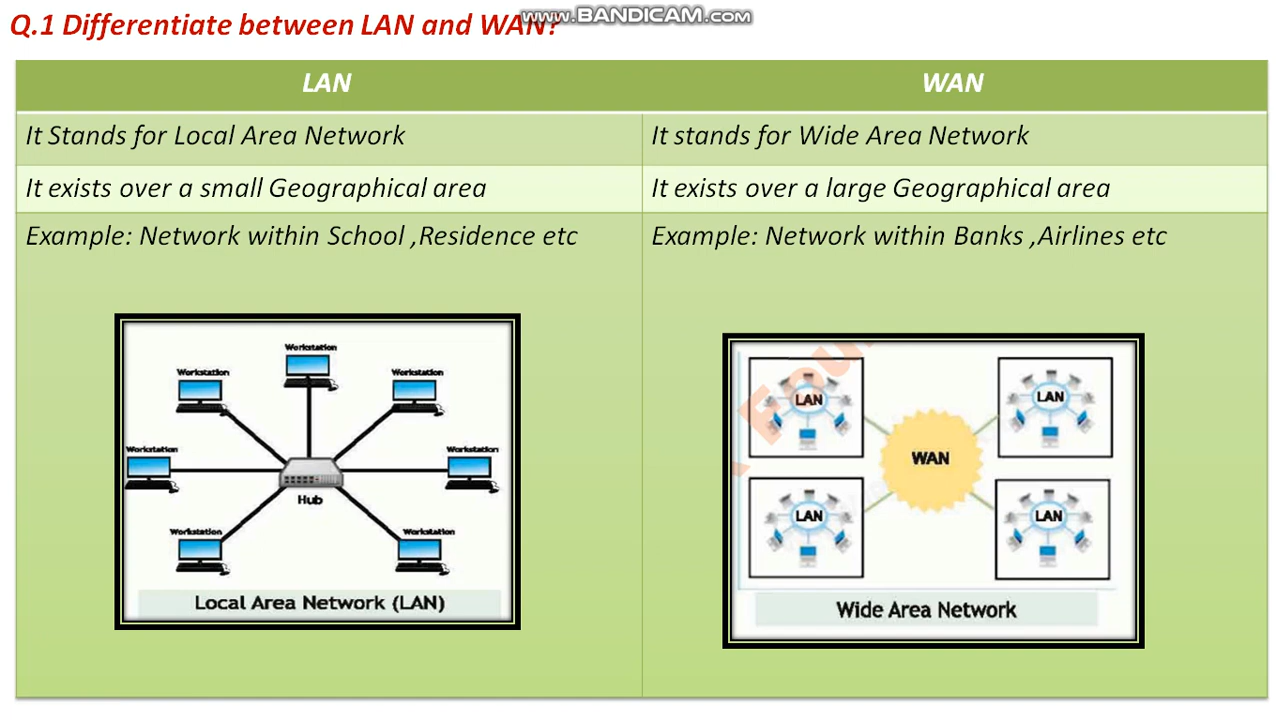 Q.1 Differentiate between LAN and WAN?
www.BANDICAM.com
LAN
WAN
It Stands for Local Area Network
It stands for Wide Area Network
It exists over a small Geographical area
It exists over a large Geographical area
Example: Network within School ,Residence etc
Example: Network within Banks ,Airlines etc
Workstation
Workstation
Workstation
Workstation
Workstation
Hub
Workstation
Workstation
Local Area Network (LAN)
LAN
LAN
WAN
LAN
LAN
Wide Area Network